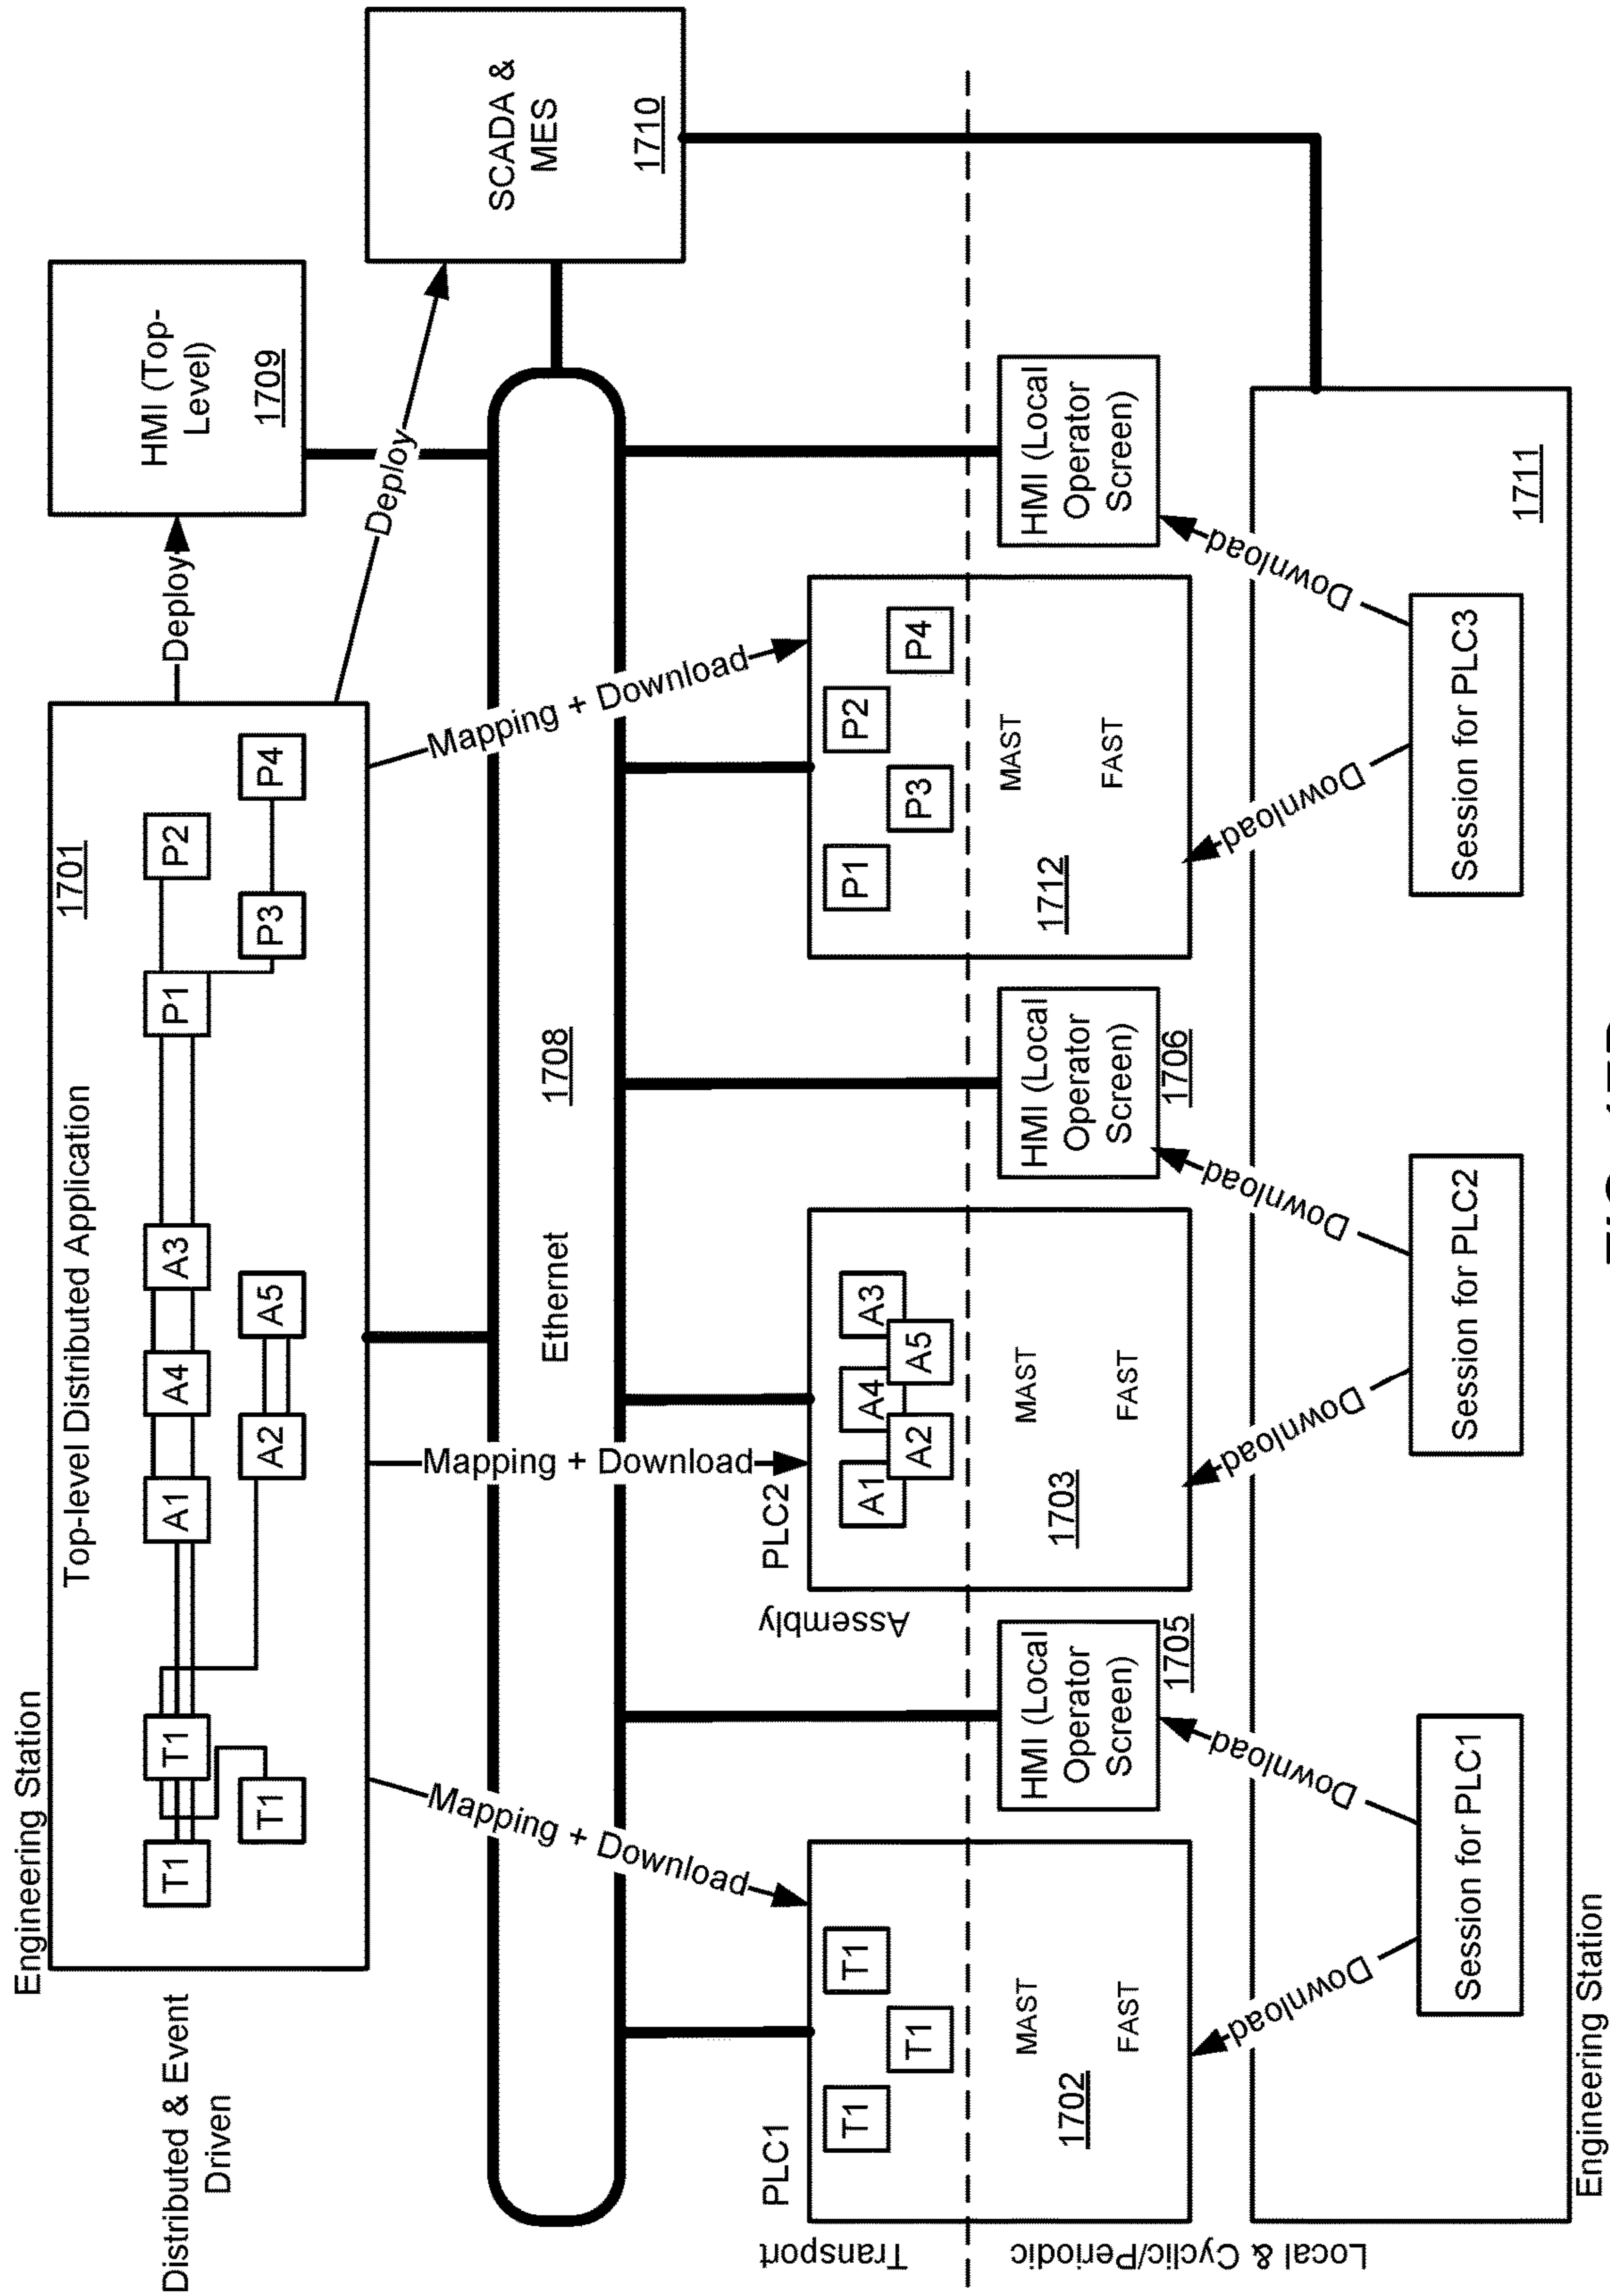 Engineering Station
Top-level Distributed Application
1701
T1
T1
T1
A1
A4
A3
A2
A5
P1
P2
P3
P4
Distributed & Event
Driven
Deploy
HMI (Top-
Level)
1709
Deploy
SCADA &
MES
1710
Ethernet
1708
Mapping + Download
Mapping + Download
Mapping + Download
Transport
PLC1
T1
T1
T1
MAST
FAST
1702
HMI (Local
Operator
Screen)
1705
Assembly
PLC2
A1
A4
A3
A2
A5
MAST
FAST
1703
HMI (Local
Operator
Screen)
1706
P1
P2
P3
P4
MAST
FAST
1712
HMI (Local
Operator
Screen)
Local & Cyclic/Periodic
Download
Download
Download
Download
Download
Download
Session for PLC1
Session for PLC2
Session for PLC3
1711
Engineering Station